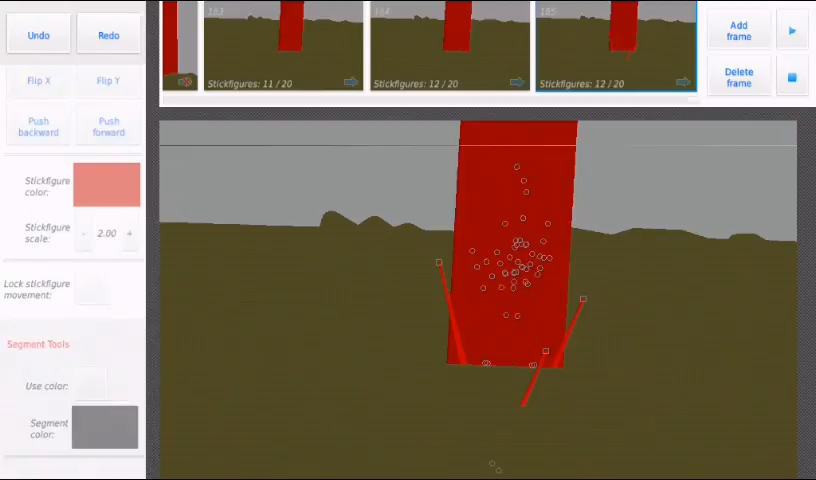 Undo
Redo
Flip X
Flip Y
Push
backward
Push
forward
Stickfigure
color:
Stickfigure
scale:
- 2.00 +
Lock stickfigure
movement:
Segment Tools
Use color:
Segment
color:
183
Stickfigures: 11 / 20
184
Stickfigures: 12 / 20
185
Stickfigures: 12 / 20
Add
frame
Delete
frame